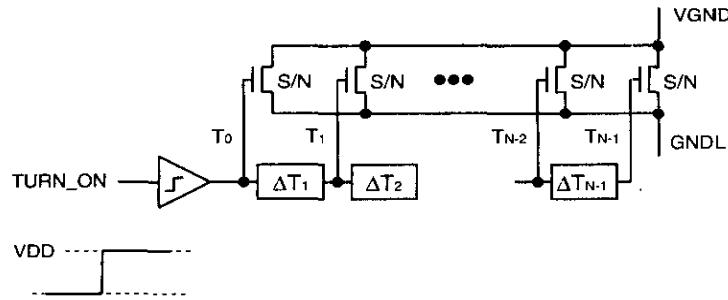 VGND
S/N S/N ●●● S/N S/N
T0 T1 TN-2 TN-1
GNDL
TURN_ON ΔT1 ΔT2 ΔTN-1
VDD